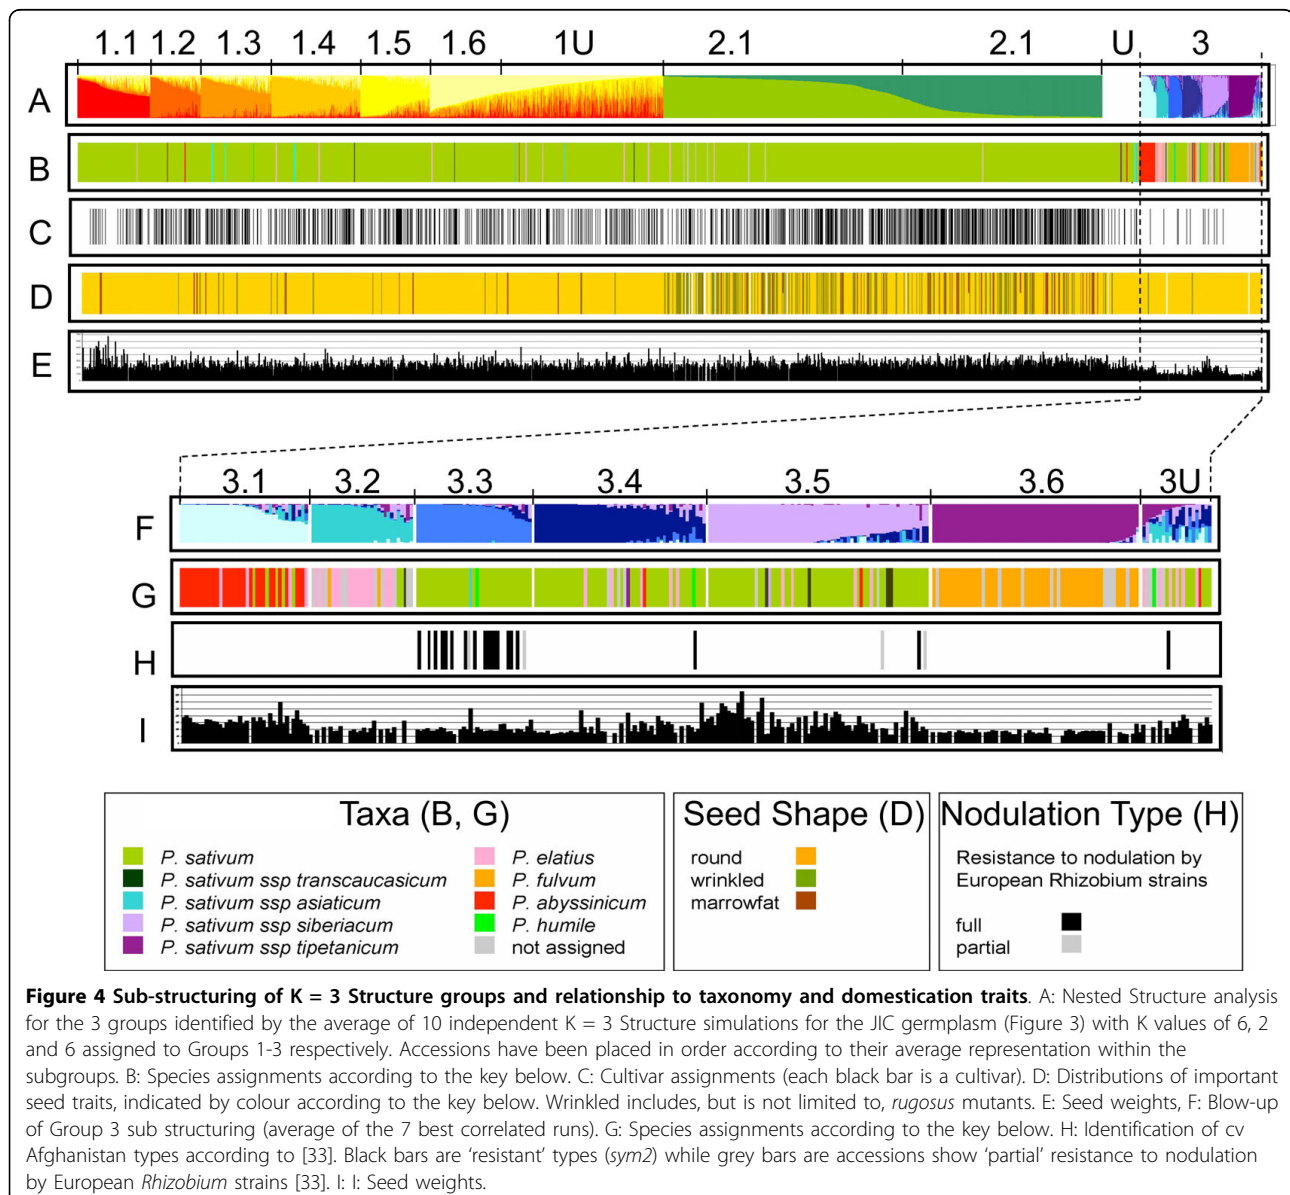 1.1 1.2 1.3 1.4 1.5 1.6 1U 2.1 2.1 U 3
A
B
C
D
E
3.1 3.2 3.3 3.4 3.5 3.6 3U
F
G
H
I
Taxa (B, G)
P. sativum
P. sativum ssp transcaucasicum
P. sativum ssp asiaticum
P. sativum ssp siberiacum
P. sativum ssp tipetanicum
P. elatius
P. fulvum
P. abyssinicum
P. humile
not assigned
Seed Shape (D)
round
wrinkled
marrowfat
Nodulation Type (H)
Resistance to nodulation by
European Rhizobium strains
full
partial
Figure 4 Sub-structuring of K = 3 Structure groups and relationship to taxonomy and domestication traits. A: Nested Structure analysis
for the 3 groups identified by the average of 10 independent K = 3 Structure simulations for the JIC germplasm (Figure 3) with K values of 6, 2
and 6 assigned to Groups 1-3 respectively. Accessions have been placed in order according to their average representation within the
subgroups. B: Species assignments according to the key below. C: Cultivar assignments (each black bar is a cultivar). D: Distributions of important
seed traits, indicated by colour according to the key below. Wrinkled includes, but is not limited to, rugosus mutants. E: Seed weights, F: Blow-up
of Group 3 sub structuring (average of the 7 best correlated runs). G: Species assignments according to the key below. H: Identification of cv
Afghanistan types according to [33]. Black bars are ‘resistant’ types (sym2) while grey bars are accessions show ‘partial’ resistance to nodulation
by European Rhizobium strains [33]. I: I: Seed weights.